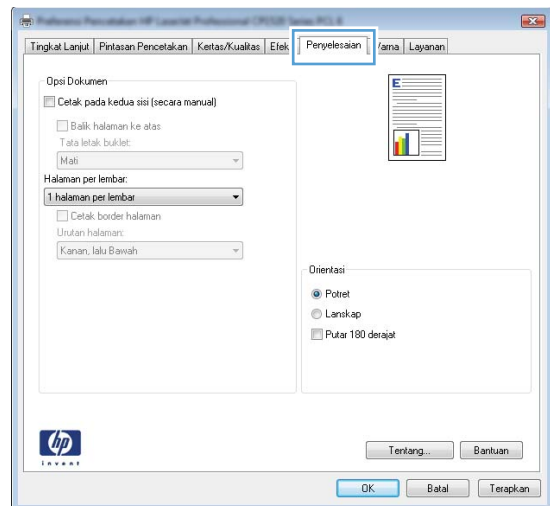 Tingkat Lanjut Pintasan Pencetakan Kertas/Kualitas Efek Penyelesaian Warna Layanan
Opsi Dokumen
Cetak pada kedua sisi (secara manual)
Balik halaman ke atas
Tata letak buklet:
Mati
Halaman per lembar:
1 halaman per lembar
Cetak border halaman
Urutan halaman:
Kanan, lalu Bawah
E
Orientasi
Potret
Lanskap
Putar 180 derajat
hp
invent
Tentang... Bantuan
OK Batal Terapkan